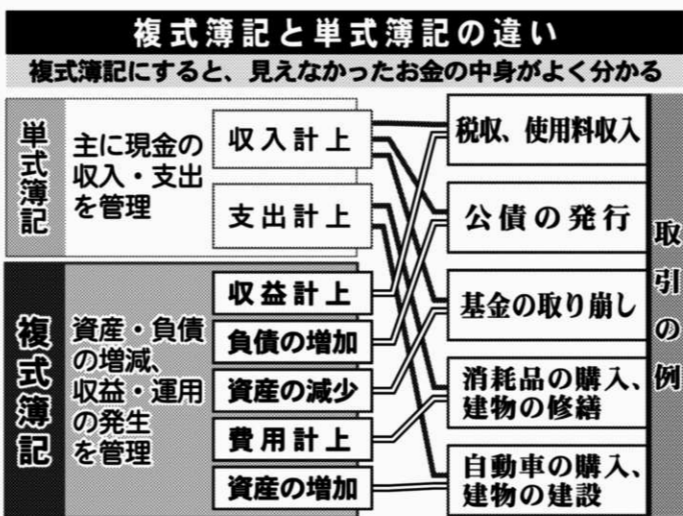 複式簿記と単式簿記の違い
複式簿記にすると、見えなかったお金の中身がよく分かる
単式簿記
主に現金の
収入・支出
を管理
収入計上
支出計上
複式簿記
資産・負債
の増減、
収益・運用
の発生
を管理
収益計上
負債の増加
資産の減少
費用計上
資産の増加
税収、使用料収入
公債の発行
基金の取り崩し
消耗品の購入、
建物の修繕
自動車の購入、
建物の建設
取引の例